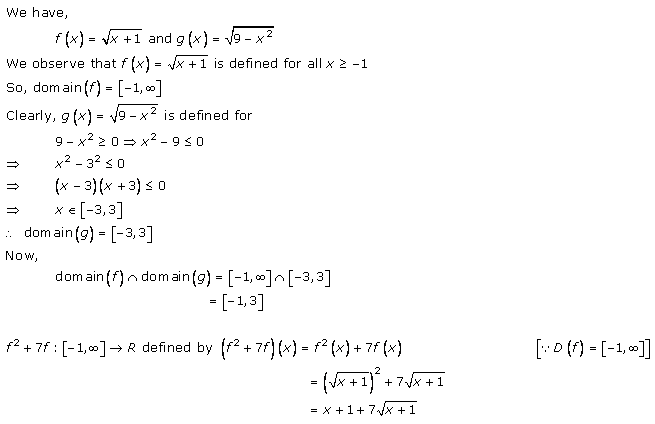 We have,
f(x) = √(x + 1) and g(x) = √(9 − x²)
We observe that f(x) = √(x + 1) is defined for all x ≥ −1
So, domain(f) = [−1, ∞]
Clearly, g(x) = √(9 − x²) is defined for
9 − x² ≥ 0 ⇒ x² − 9 ≤ 0
⇒ x² − 3² ≤ 0
⇒ (x − 3)(x + 3) ≤ 0
⇒ x ∈ [−3, 3]
∴ domain(g) = [−3, 3]
Now,
domain(f) ∩ domain(g) = [−1, ∞] ∩ [−3, 3]
= [−1, 3]
f² + 7f : [−1, ∞] → R defined by (f² + 7f)(x) = f²(x) + 7f(x) [∵ D(f) = [−1, ∞]]
= (√(x + 1))² + 7√(x + 1)
= x + 1 + 7√(x + 1)